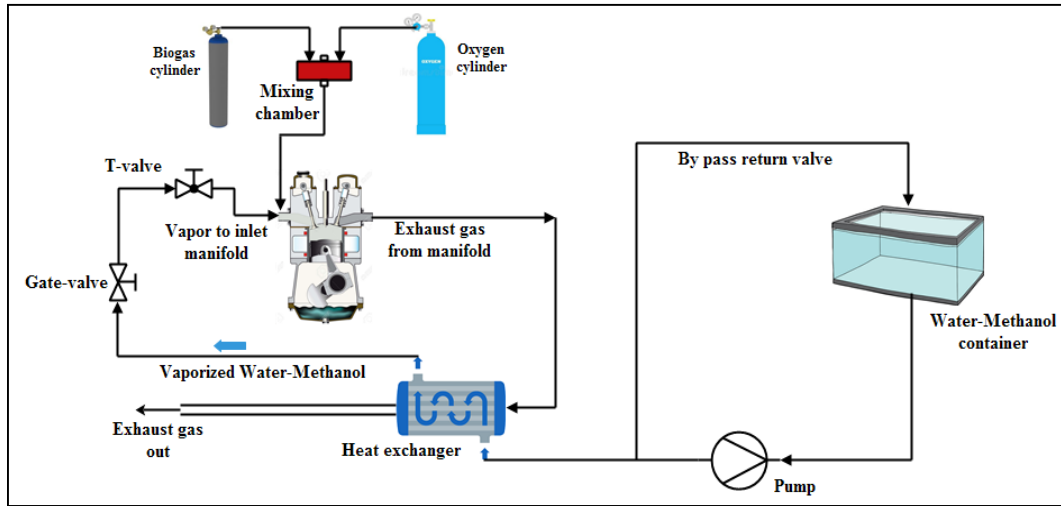 Biogas
cylinder
Oxygen
cylinder
OXYGEN
Mixing
chamber
T-valve
By pass return valve
Vapor to inlet
manifold
Exhaust gas
from manifold
Gate-valve
Water-Methanol
container
Vaporized Water-Methanol
Exhaust gas
out
Heat exchanger
Pump